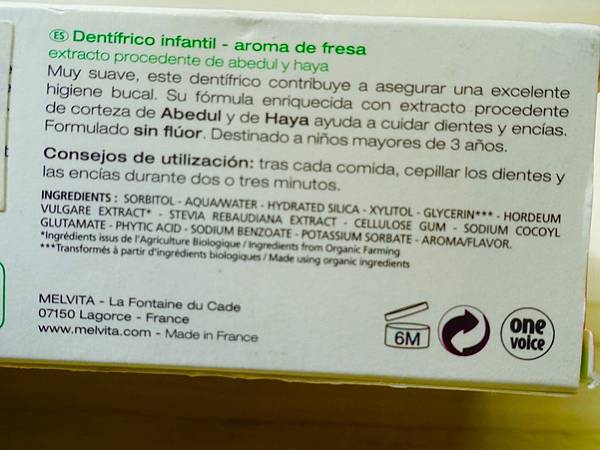 ES Dentífrico infantil - aroma de fresa
extracto procedente de abedul y haya
Muy suave, este dentífrico contribuye a asegurar una excelente
higiene bucal. Su fórmula enriquecida con extracto procedente
de corteza de Abedul y de Haya ayuda a cuidar dientes y encías.
Formulado sin flúor. Destinado a niños mayores de 3 años.
Consejos de utilización: tras cada comida, cepillar los dientes y
las encías durante dos o tres minutos.
INGREDIENTS : SORBITOL - AQUA/WATER - HYDRATED SILICA - XYLITOL - GLYCERIN*** - HORDEUM
VULGARE EXTRACT* - STEVIA REBAUDIANA EXTRACT - CELLULOSE GUM - SODIUM COCOYL
GLUTAMATE - PHYTIC ACID - SODIUM BENZOATE - POTASSIUM SORBATE - AROMA/FLAVOR.
*Ingrédients issus de l'Agriculture Biologique / Ingredients from Organic Farming
***Transformés à partir d'ingrédients biologiques / Made using organic ingredients
MELVITA - La Fontaine du Cade
07150 Lagorce - France
www.melvita.com - Made in France
6M
one
voice